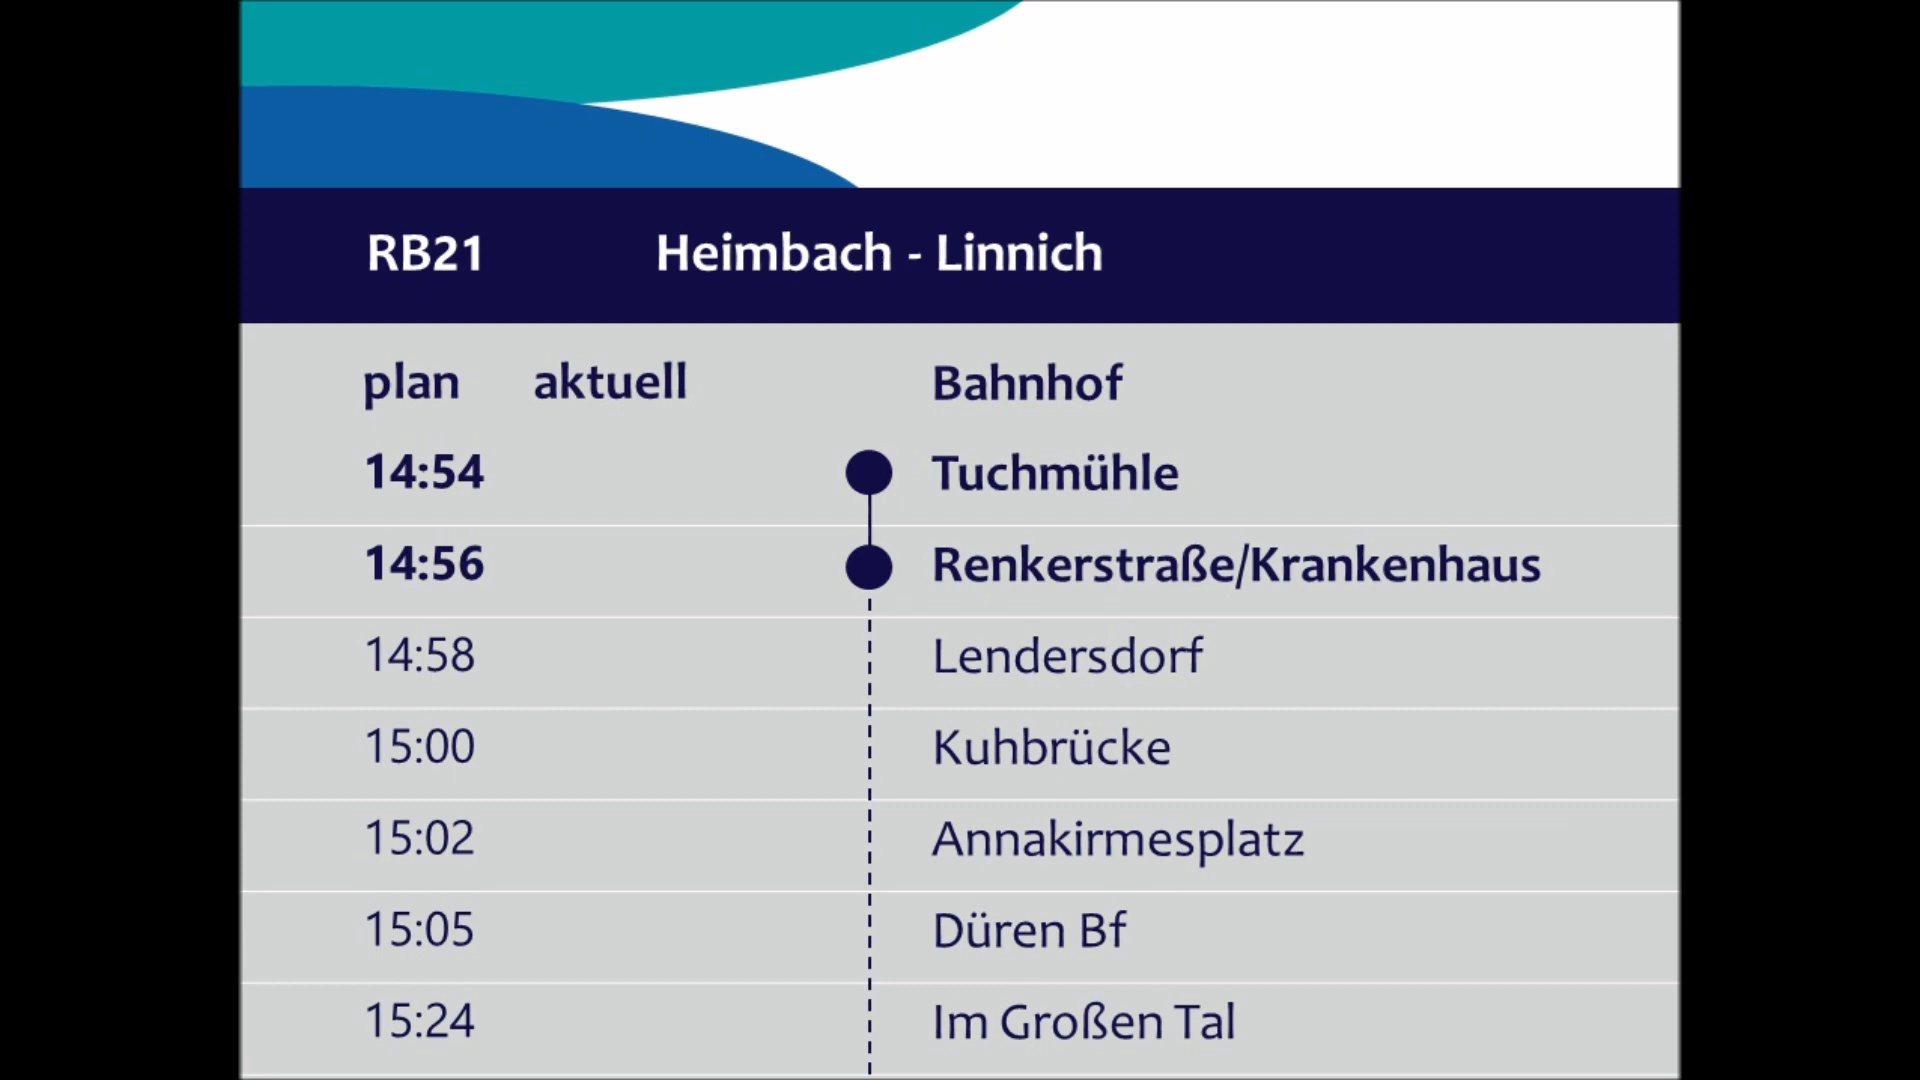 RB21 Heimbach - Linnich
plan aktuell Bahnhof
14:54 Tuchmühle
14:56 Renkerstraße/Krankenhaus
14:58 Lendersdorf
15:00 Kuhbrücke
15:02 Annakirmesplatz
15:05 Düren Bf
15:24 Im Großen Tal